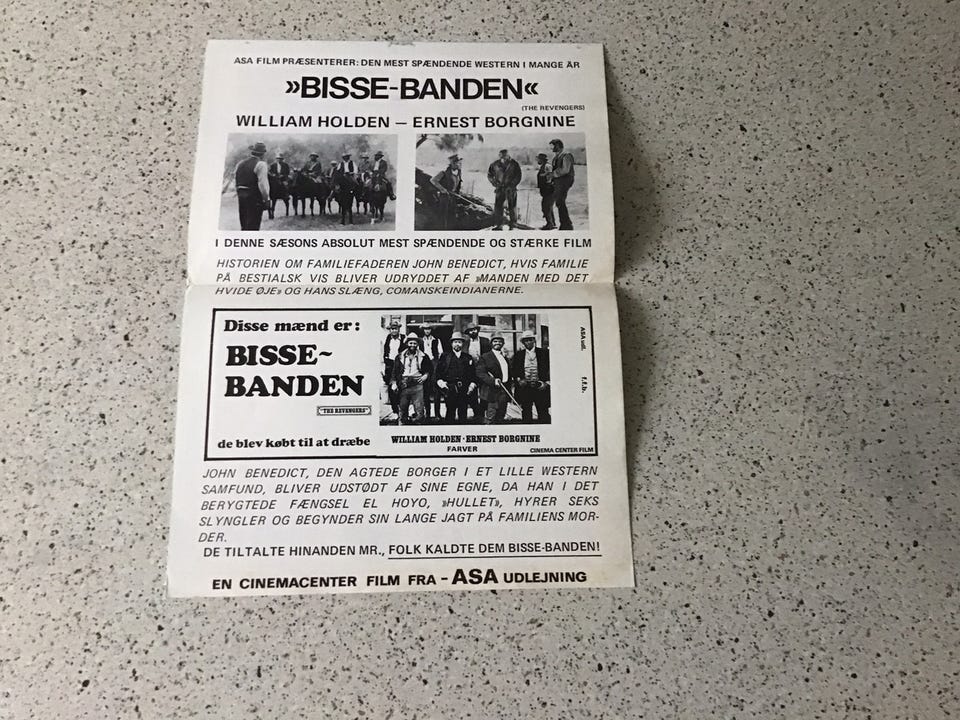 ASA FILM PRÆSENTERER: DEN MEST SPÆNDENDE WESTERN I MANGE ÅR
»BISSE-BANDEN«
(THE REVENGERS)
WILLIAM HOLDEN – ERNEST BORGNINE
I DENNE SÆSONS ABSOLUT MEST SPÆNDENDE OG STÆRKE FILM
HISTORIEN OM FAMILIEFADEREN JOHN BENEDICT, HVIS FAMILIE
PÅ BESTIALSK VIS BLIVER UDRYDDET AF »MANDEN MED DET
HVIDE ØJE» OG HANS SLÆNG, COMANSKEINDIANERNE.
Disse mænd er:
BISSE-
BANDEN
("THE REVENGERS")
de blev købt til at dræbe
WILLIAM HOLDEN · ERNEST BORGNINE
FARVER
CINEMA CENTER FILM
ASA udl.
f.f.b.
JOHN BENEDICT, DEN AGTEDE BORGER I ET LILLE WESTERN
SAMFUND, BLIVER UDSTØDT AF SINE EGNE, DA HAN I DET
BERYGTEDE FÆNGSEL EL HOYO, »HULLET», HYRER SEKS
SLYNGLER OG BEGYNDER SIN LANGE JAGT PÅ FAMILIENS MOR-
DER.
DE TILTALTE HINANDEN MR., FOLK KALDTE DEM BISSE-BANDEN!
EN CINEMACENTER FILM FRA - ASA UDLEJNING